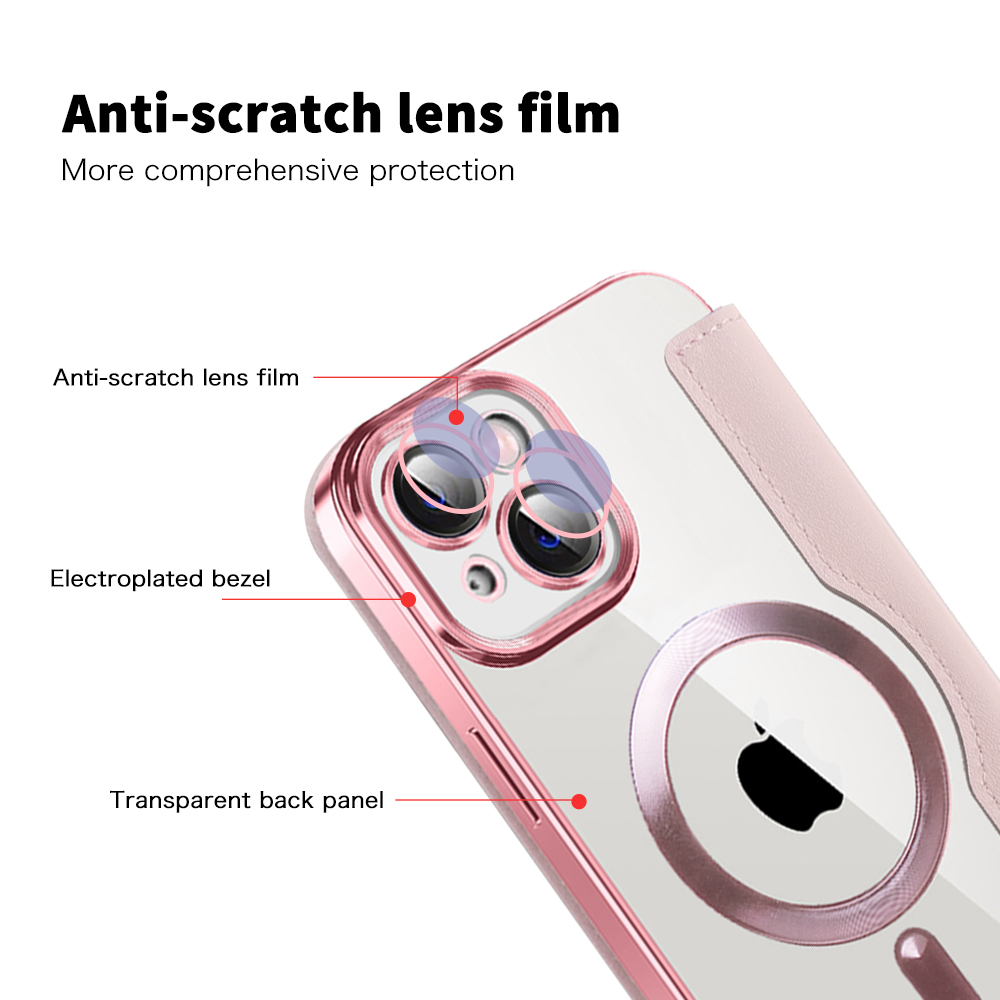 Anti-scratch lens film
More comprehensive protection
Anti-scratch lens film
Electroplated bezel
Transparent back panel